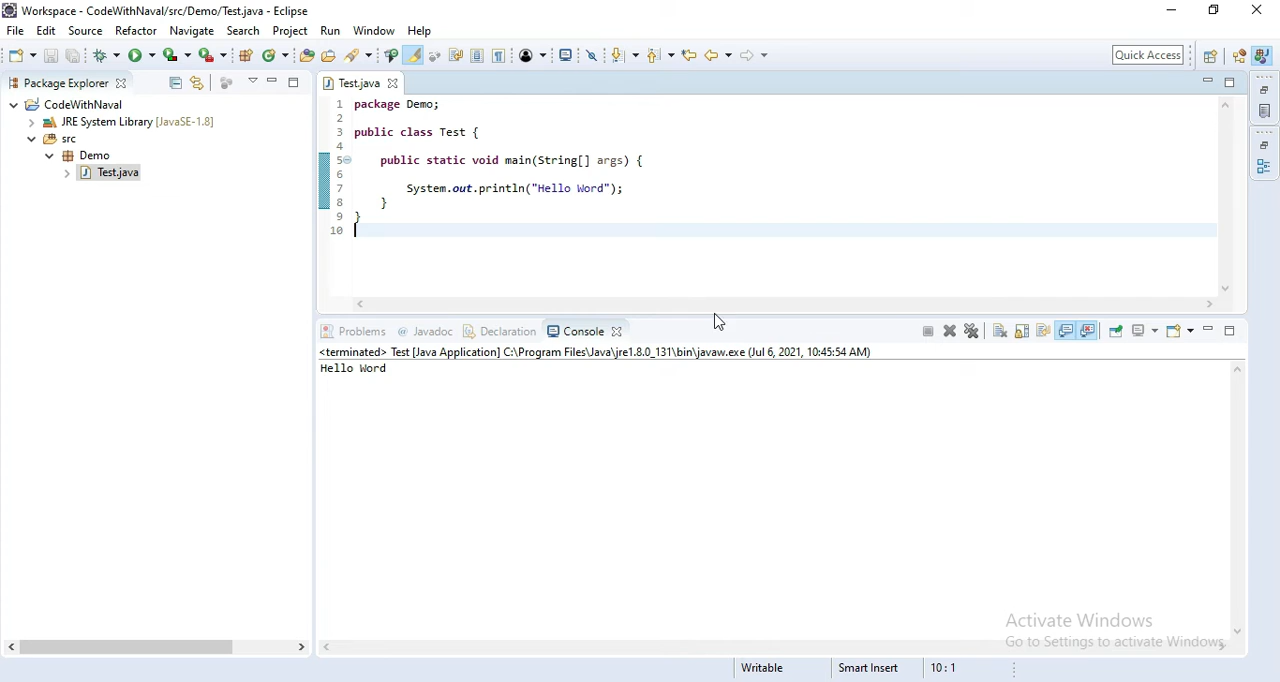 Workspace - CodeWithNaval/src/Demo/Test.java - Eclipse
File Edit Source Refactor Navigate Search Project Run Window Help
Quick Access
Package Explorer
CodeWithNaval
JRE System Library [JavaSE-1.8]
src
Demo
Test.java
Test.java
1 package Demo;
2
3 public class Test {
4
5 public static void main(String[] args) {
6
7 System.out.println("Hello Word");
8 }
9 }
10
Problems @ Javadoc Declaration Console
<terminated> Test [Java Application] C:\Program Files\Java\jre1.8.0_131\bin\javaw.exe (Jul 6, 2021, 10:45:54 AM)
Hello Word
Activate Windows
Go to Settings to activate Windows.
Writable Smart Insert 10 : 1